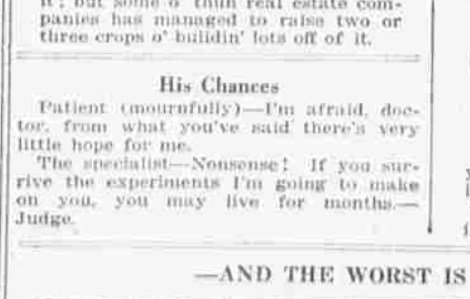 it; but some o' thim real estate com-
panies has managed to raise two or
three crops o' buildin' lots off of it.
His Chances
Patient (mournfully)—I'm afraid, doc-
tor, from what you've said there's very
little hope for me.
The specialist—Nonsense! If you sur-
vive the experiments I'm going to make
on you, you may live for months.—
Judge.
—AND THE WORST IS